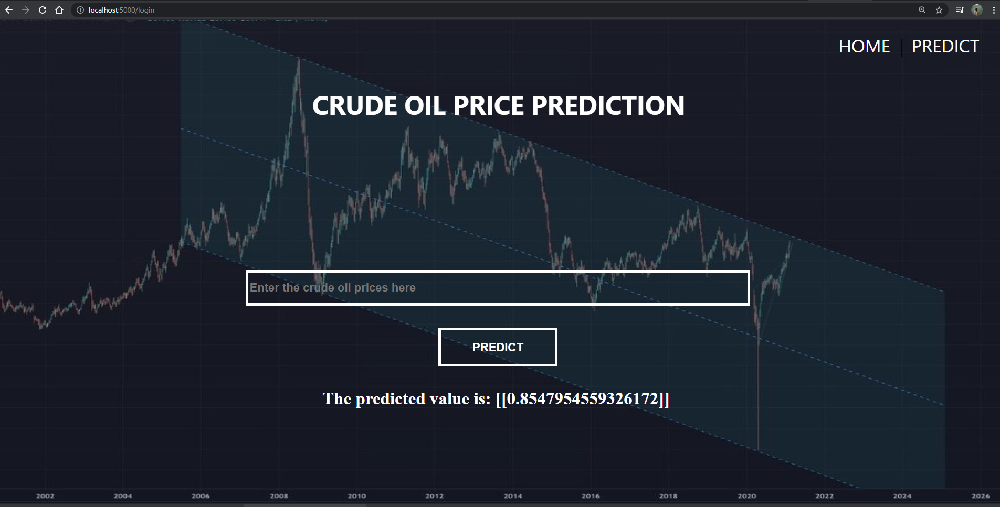 localhost:5000/login
HOME | PREDICT
CRUDE OIL PRICE PREDICTION
Enter the crude oil prices here
PREDICT
The predicted value is: [[0.8547954559326172]]
2002 2004 2006 2008 2010 2012 2014 2016 2018 2020 2022 2024 2026